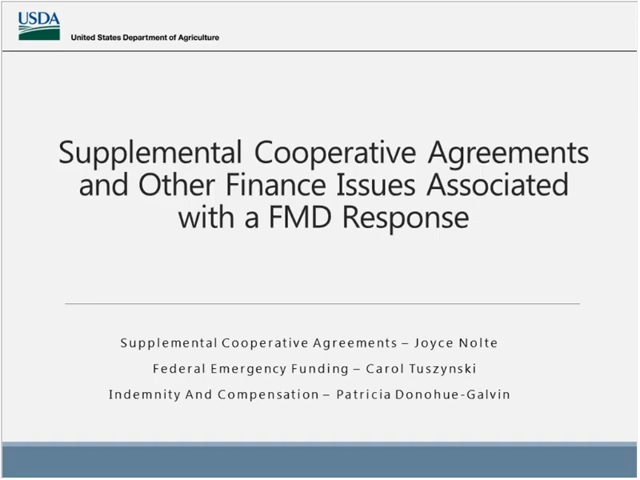 USDA
United States Department of Agriculture
Supplemental Cooperative Agreements
and Other Finance Issues Associated
with a FMD Response
Supplemental Cooperative Agreements – Joyce Nolte
Federal Emergency Funding – Carol Tuszynski
Indemnity And Compensation – Patricia Donohue-Galvin